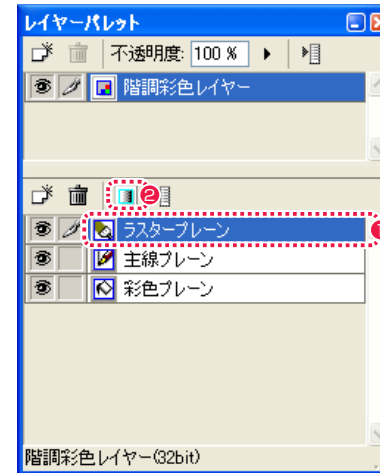 レイヤーパレット
不透明度: 100 %
階調彩色レイヤー
2
ラスタープレーン
1
主線プレーン
彩色プレーン
階調彩色レイヤー(32bit)